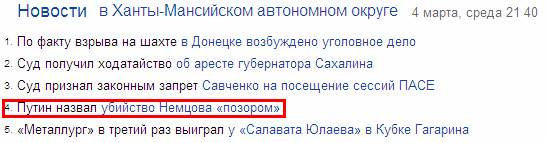 Новости в Ханты-Мансийском автономном округе 4 марта, среда 21 40
1. По факту взрыва на шахте в Донецке возбуждено уголовное дело
2. Суд получил ходатайство об аресте губернатора Сахалина
3. Суд признал законным запрет Савченко на посещение сессий ПАСЕ
4. Путин назвал убийство Немцова «позором»
5. «Металлург» в третий раз выиграл у «Салавата Юлаева» в Кубке Гагарина